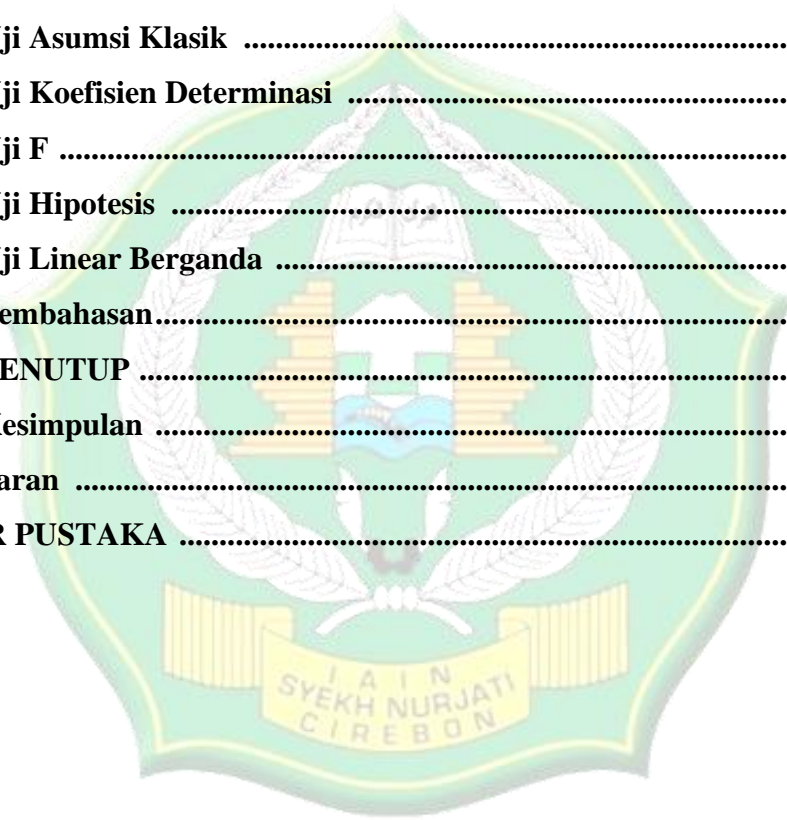 ji Asumsi Klasik ........................................................................
ji Koefisien Determinasi ..........................................................
ji F ................................................................................................
ji Hipotesis ..................................................................................
ji Linear Berganda ....................................................................
embahasan.....................................................................................
ENUTUP ........................................................................................
esimpulan .....................................................................................
aran ................................................................................................
R PUSTAKA ..................................................................................
IAIN
SYEKH NURJATI
CIREBON